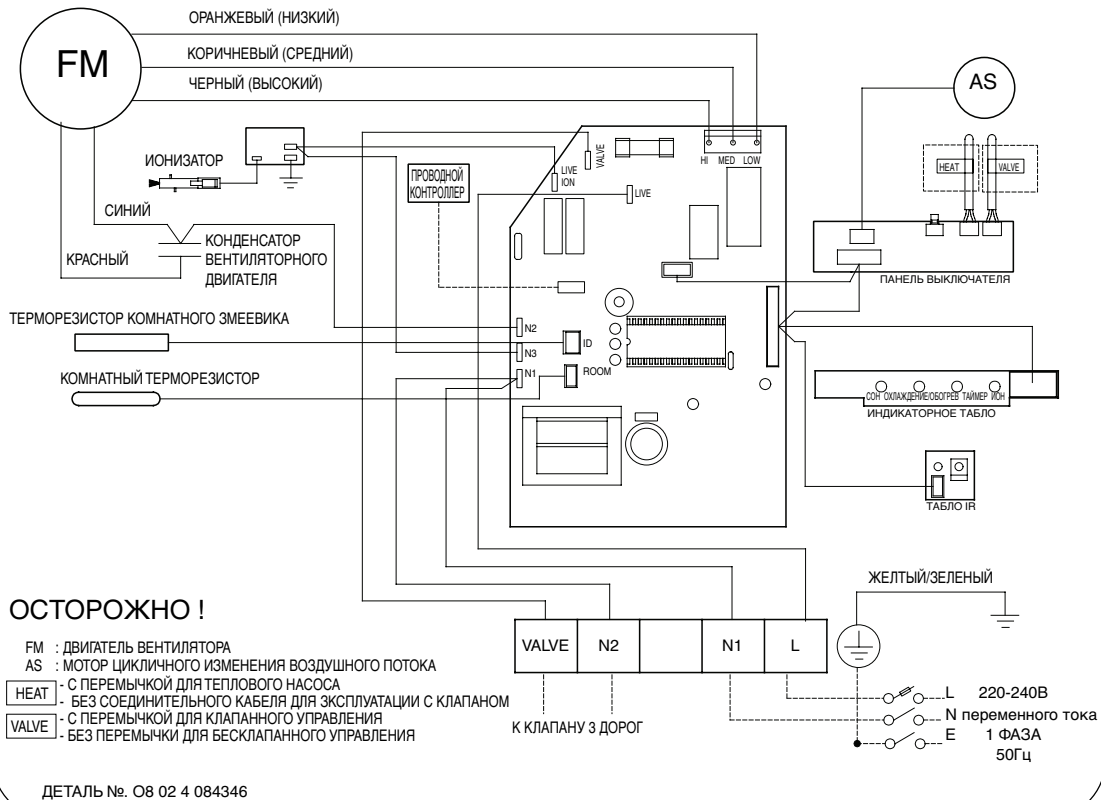 ОРАНЖЕВЫЙ (НИЗКИЙ)
FM
КОРИЧНЕВЫЙ (СРЕДНИЙ)
ЧЕРНЫЙ (ВЫСОКИЙ)
AS
HEAT
VALVE
ИОНИЗАТОР
ПРОВОДНОЙ
КОНТРОЛЛЕР
LIVE
ION
VALVE
HI MED LOW
LIVE
СИНИЙ
КРАСНЫЙ
КОНДЕНСАТОР
ВЕНТИЛЯТОРНОГО
ДВИГАТЕЛЯ
ПАНЕЛЬ ВЫКЛЮЧАТЕЛЯ
ТЕРМОРЕЗИСТОР КОМНАТНОГО ЗМЕЕВИКА
N2
ID
N3
N1
ROOM
КОМНАТНЫЙ ТЕРМОРЕЗИСТОР
СОН ОХЛАЖДЕНИЕ/ОБОГРЕВ ТАЙМЕР ИОН
ИНДИКАТОРНОЕ ТАБЛО
ТАБЛО IR
ЖЕЛТЫЙ/ЗЕЛЕНЫЙ
VALVE N2 N1 L
К КЛАПАНУ 3 ДОРОГ
L 220-240В
N переменного тока
E 1 ФАЗА
50Гц
ОСТОРОЖНО !
FM : ДВИГАТЕЛЬ ВЕНТИЛЯТОРА
AS : МОТОР ЦИКЛИЧНОГО ИЗМЕНЕНИЯ ВОЗДУШНОГО ПОТОКА
HEAT - С ПЕРЕМЫЧКОЙ ДЛЯ ТЕПЛОВОГО НАСОСА
- БЕЗ СОЕДИНИТЕЛЬНОГО КАБЕЛЯ ДЛЯ ЗКСПЛУАТАЦИИ С КЛАПАНОМ
VALVE - С ПЕРЕМЫЧКОЙ ДЛЯ КЛАПАННОГО УПРАВЛЕНИЯ
- БЕЗ ПЕРЕМЫЧКИ ДЛЯ БЕСКЛАПАННОГО УПРАВЛЕНИЯ
ДЕТАЛЬ №. О8 02 4 084346